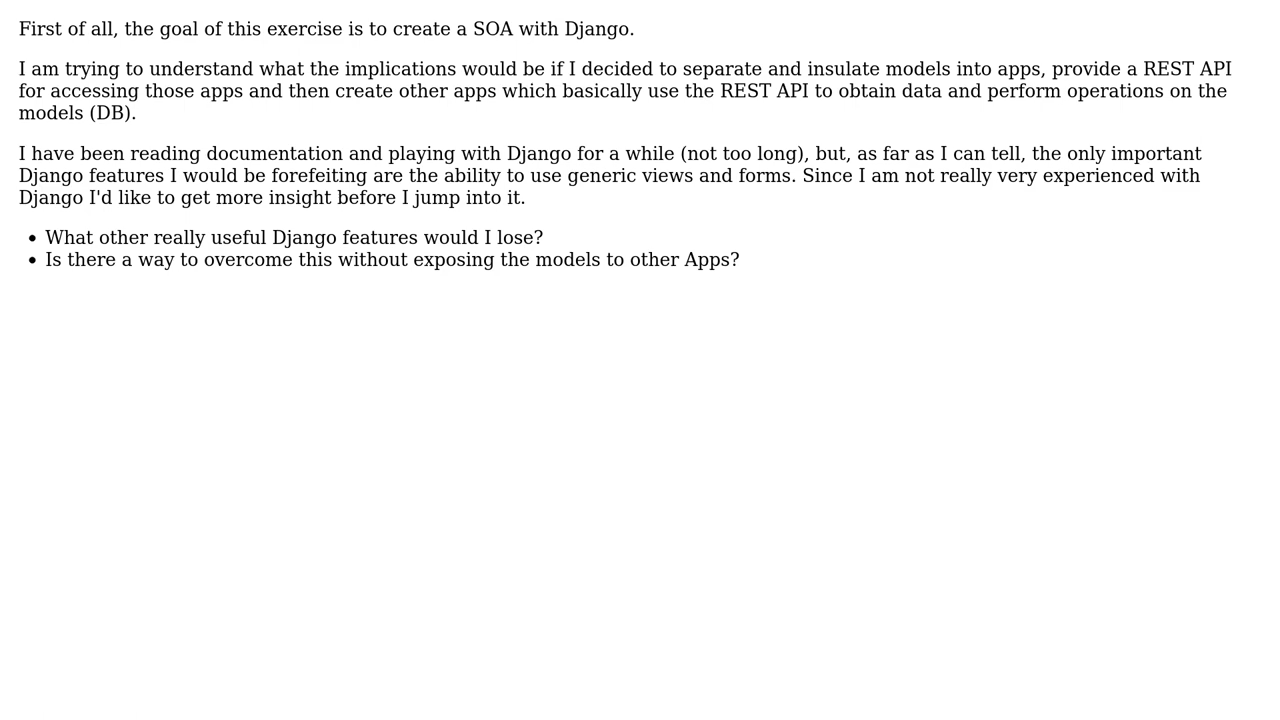 First of all, the goal of this exercise is to create a SOA with Django.
I am trying to understand what the implications would be if I decided to separate and insulate models into apps, provide a REST API
for accessing those apps and then create other apps which basically use the REST API to obtain data and perform operations on the
models (DB).
I have been reading documentation and playing with Django for a while (not too long), but, as far as I can tell, the only important
Django features I would be forefeiting are the ability to use generic views and forms. Since I am not really very experienced with
Django I'd like to get more insight before I jump into it.
• What other really useful Django features would I lose?
• Is there a way to overcome this without exposing the models to other Apps?